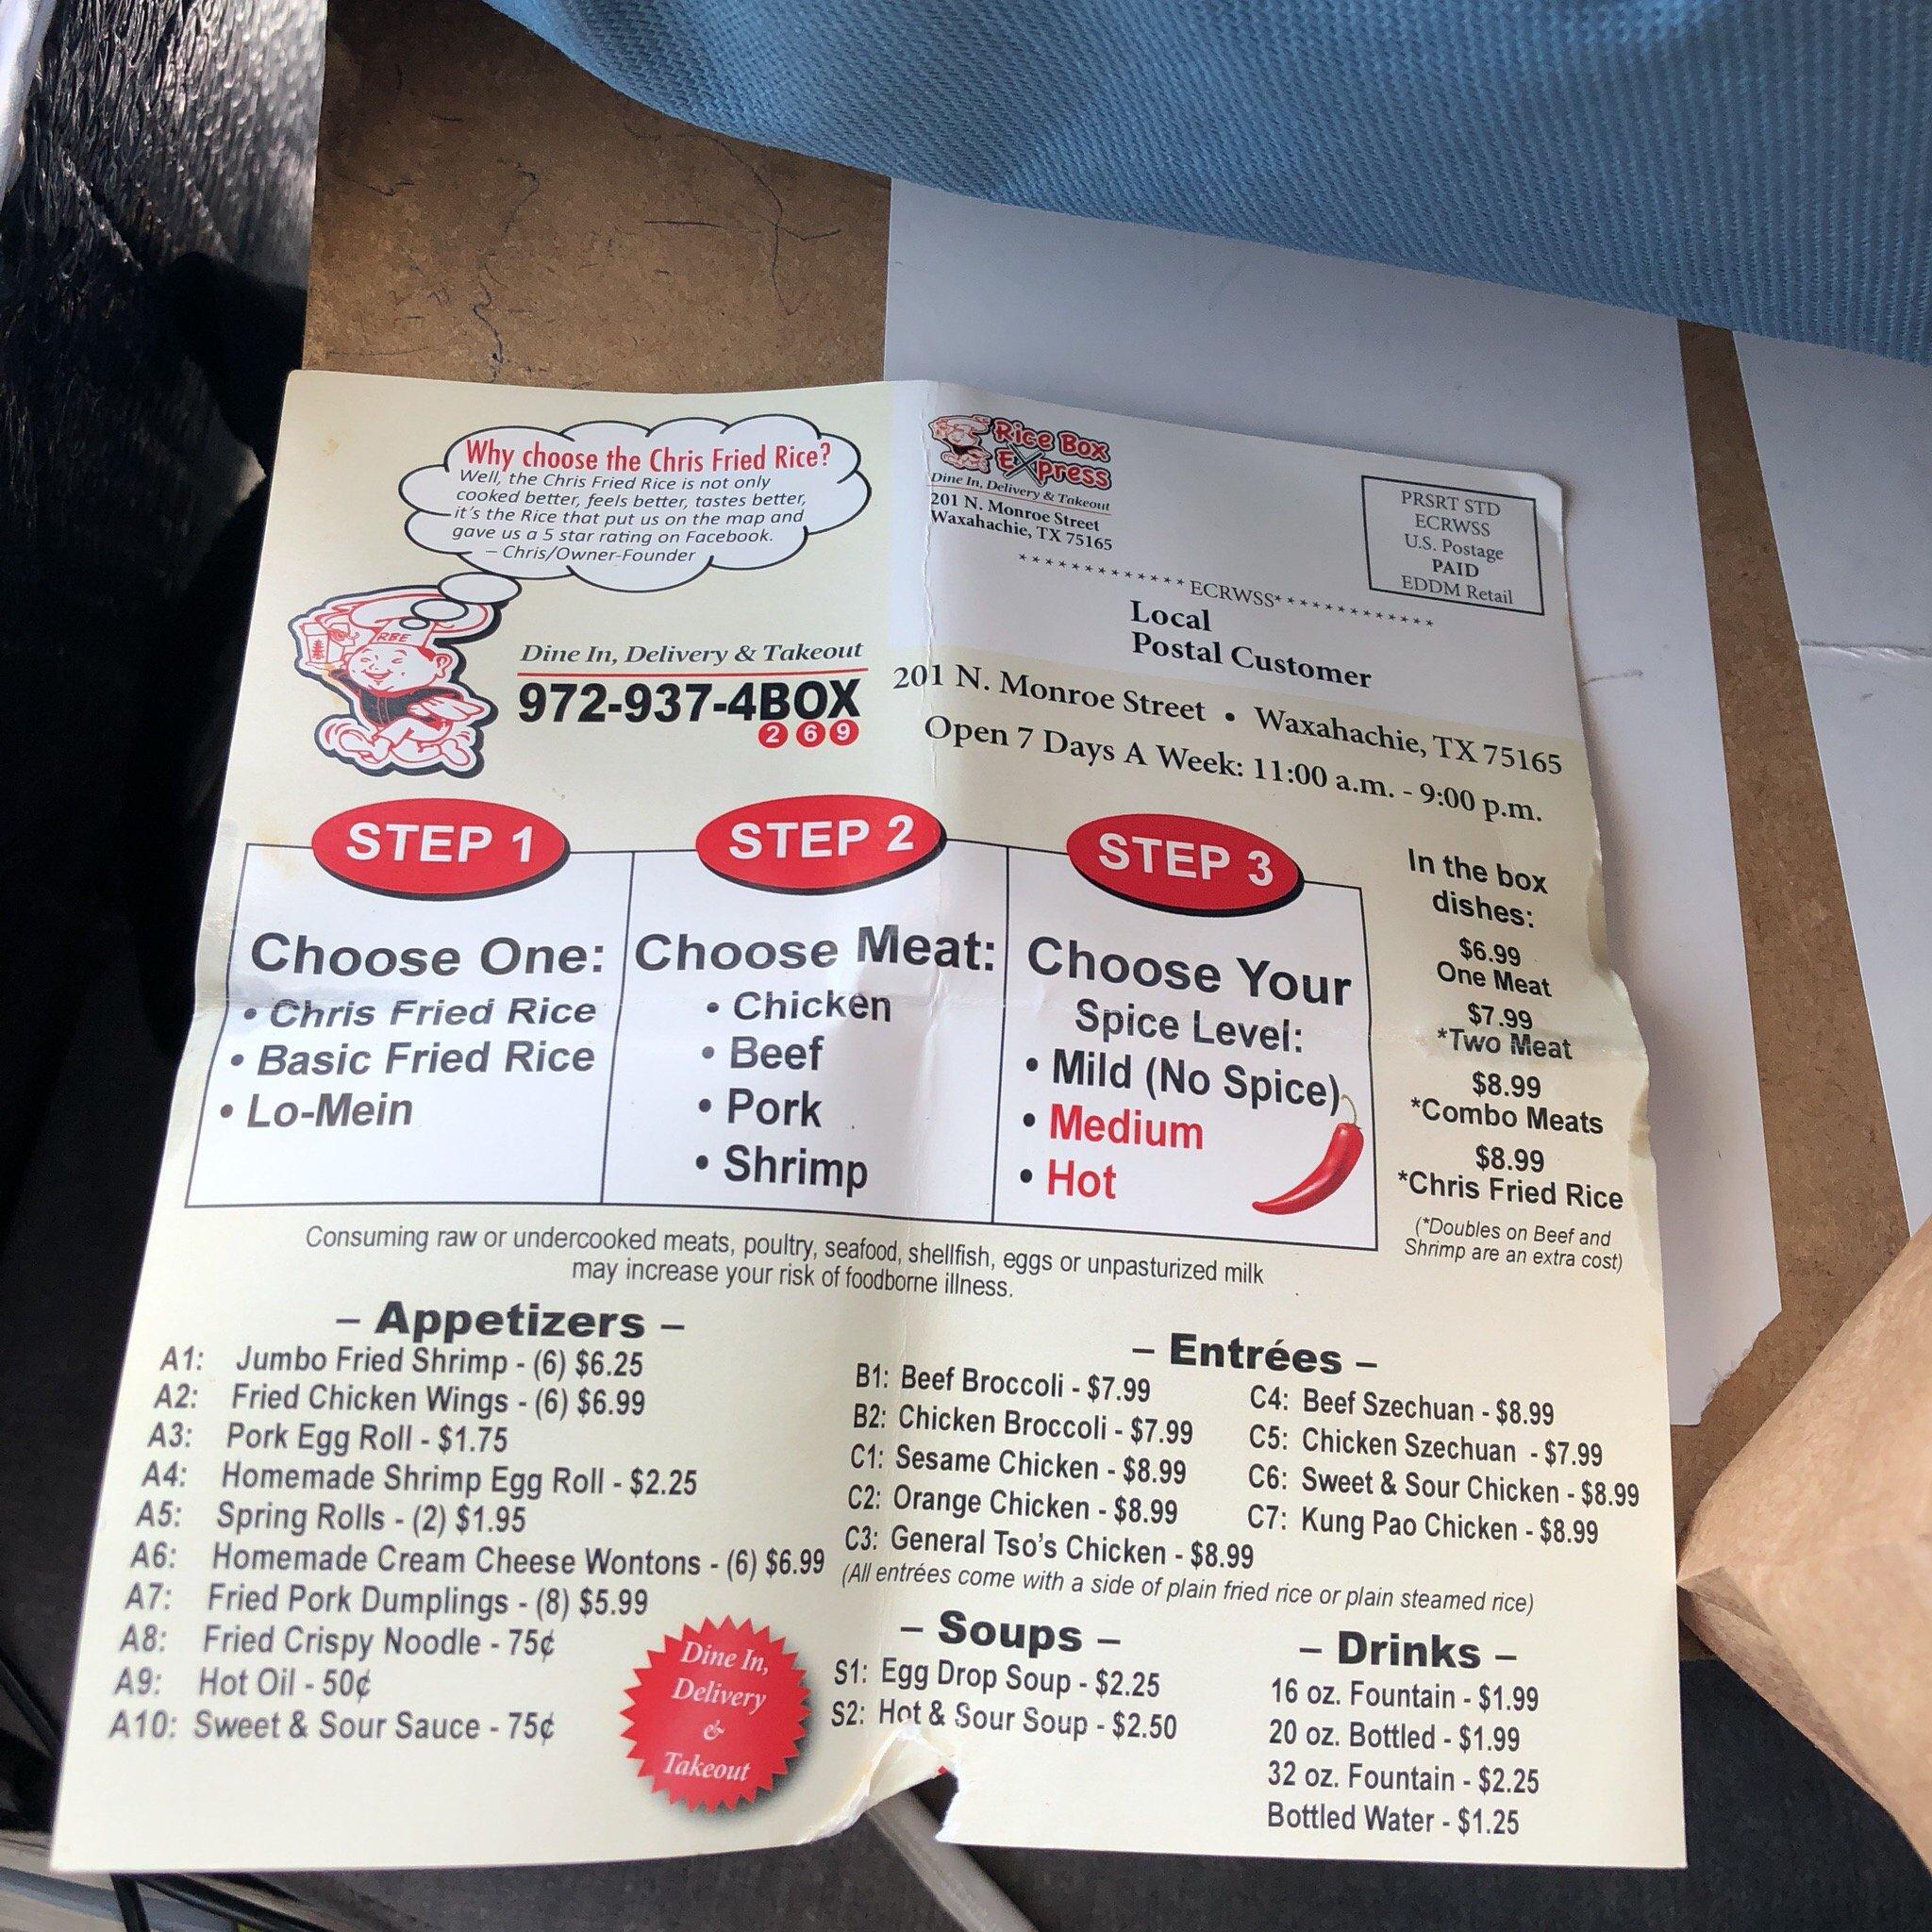 Why choose the Chris Fried Rice?
Well, the Chris Fried Rice is not only
cooked better, feels better, tastes better,
it's the Rice that put us on the map and
gave us a 5 star rating on Facebook.
– Chris/Owner-Founder
RBE
Dine In, Delivery & Takeout
972-937-4BOX
2 6 9
Rice Box
Express
Dine In, Delivery & Takeout
201 N. Monroe Street
Waxahachie, TX 75165
PRSRT STD
ECRWSS
U.S. Postage
PAID
EDDM Retail
*************ECRWSS*************
Local
Postal Customer
201 N. Monroe Street • Waxahachie, TX 75165
Open 7 Days A Week: 11:00 a.m. - 9:00 p.m.
STEP 1
Choose One:
• Chris Fried Rice
• Basic Fried Rice
• Lo-Mein
STEP 2
Choose Meat:
• Chicken
• Beef
• Pork
• Shrimp
STEP 3
Choose Your
Spice Level:
• Mild (No Spice)
• Medium
• Hot
In the box
dishes:
$6.99
One Meat
$7.99
*Two Meat
$8.99
*Combo Meats
$8.99
*Chris Fried Rice
(*Doubles on Beef and
Shrimp are an extra cost)
Consuming raw or undercooked meats, poultry, seafood, shellfish, eggs or unpasturized milk
may increase your risk of foodborne illness.
– Appetizers –
A1: Jumbo Fried Shrimp - (6) $6.25
A2: Fried Chicken Wings - (6) $6.99
A3: Pork Egg Roll - $1.75
A4: Homemade Shrimp Egg Roll - $2.25
A5: Spring Rolls - (2) $1.95
A6: Homemade Cream Cheese Wontons - (6) $6.99
A7: Fried Pork Dumplings - (8) $5.99
A8: Fried Crispy Noodle - 75¢
A9: Hot Oil - 50¢
A10: Sweet & Sour Sauce - 75¢
Dine In,
Delivery
&
Takeout
– Entrées –
B1: Beef Broccoli - $7.99
B2: Chicken Broccoli - $7.99
C1: Sesame Chicken - $8.99
C2: Orange Chicken - $8.99
C3: General Tso's Chicken - $8.99
C4: Beef Szechuan - $8.99
C5: Chicken Szechuan - $7.99
C6: Sweet & Sour Chicken - $8.99
C7: Kung Pao Chicken - $8.99
(All entrées come with a side of plain fried rice or plain steamed rice)
– Soups –
S1: Egg Drop Soup - $2.25
S2: Hot & Sour Soup - $2.50
– Drinks –
16 oz. Fountain - $1.99
20 oz. Bottled - $1.99
32 oz. Fountain - $2.25
Bottled Water - $1.25